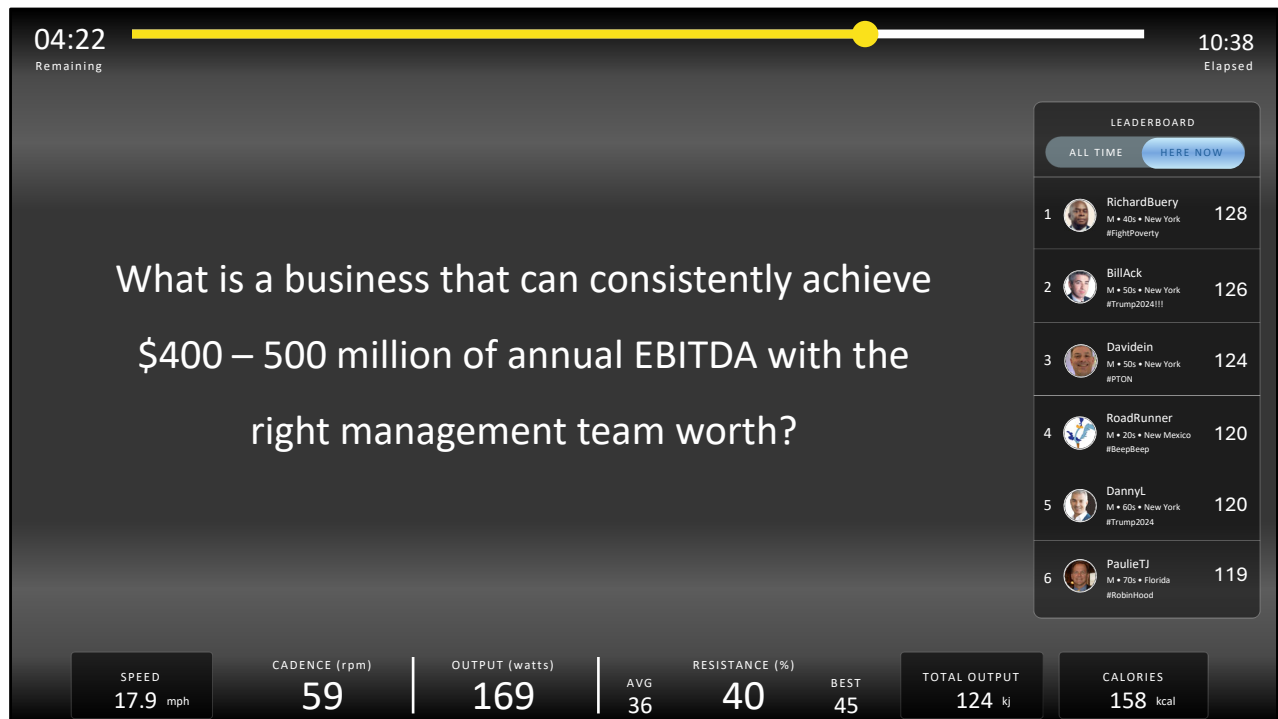 04:22
Remaining
10:38
Elapsed
LEADERBOARD
ALL TIME
HERE NOW
1
RichardBuery
M • 40s • New York
#FightPoverty
128
2
BillAck
M • 50s • New York
#Trump2024!!!
126
3
Davidein
M • 50s • New York
#PTON
124
4
RoadRunner
M • 20s • New Mexico
#BeepBeep
120
5
DannyL
M • 60s • New York
#Trump2024
120
6
PaulieTJ
M • 70s • Florida
#RobinHood
119
What is a business that can consistently achieve
$400 – 500 million of annual EBITDA with the
right management team worth?
SPEED
17.9 mph
CADENCE (rpm)
59
OUTPUT (watts)
169
AVG
36
RESISTANCE (%)
40
BEST
45
TOTAL OUTPUT
124 kj
CALORIES
158 kcal